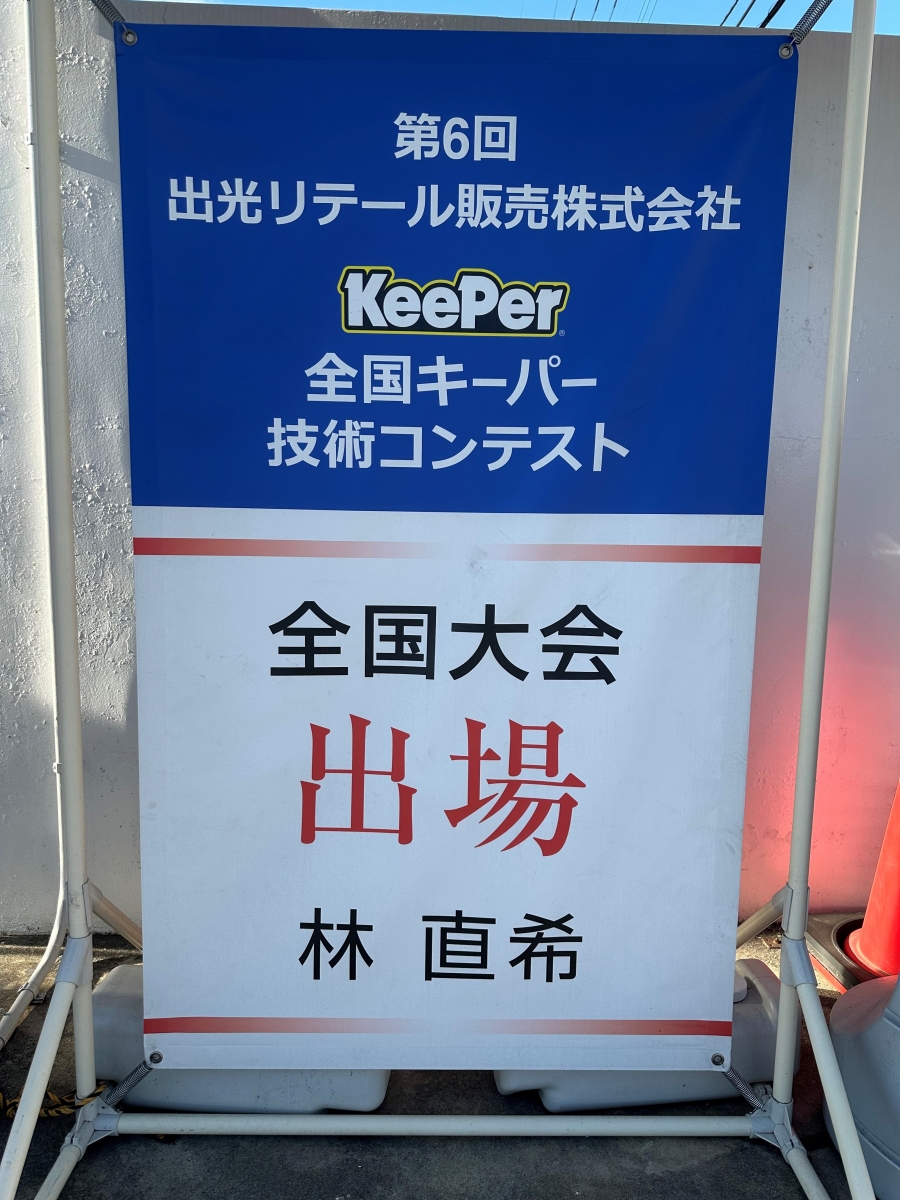 第6回
出光リテール販売株式会社
KeePer®
全国キーパー
技術コンテスト
全国大会
出場
林 直希